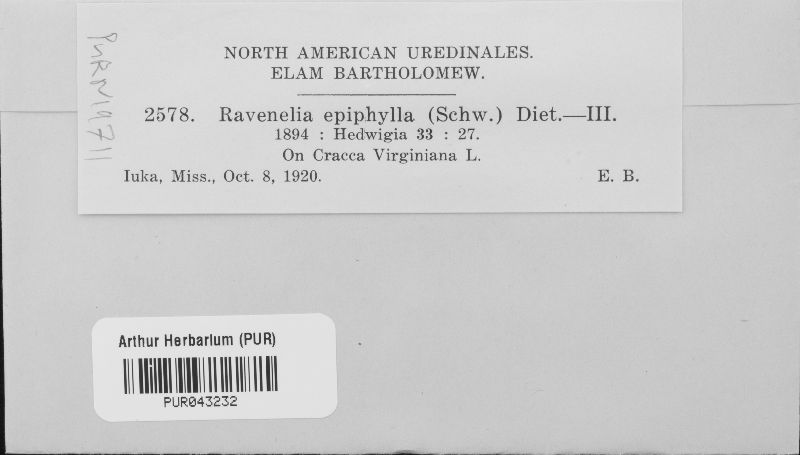 PURN19711
NORTH AMERICAN UREDINALES.
ELAM BARTHOLOMEW.
2578. Ravenelia epiphylla (Schw.) Diet.—III.
1894 : Hedwigia 33 : 27.
On Cracca Virginiana L.
Iuka, Miss., Oct. 8, 1920. E. B.
Arthur Herbarium (PUR)
PUR043232